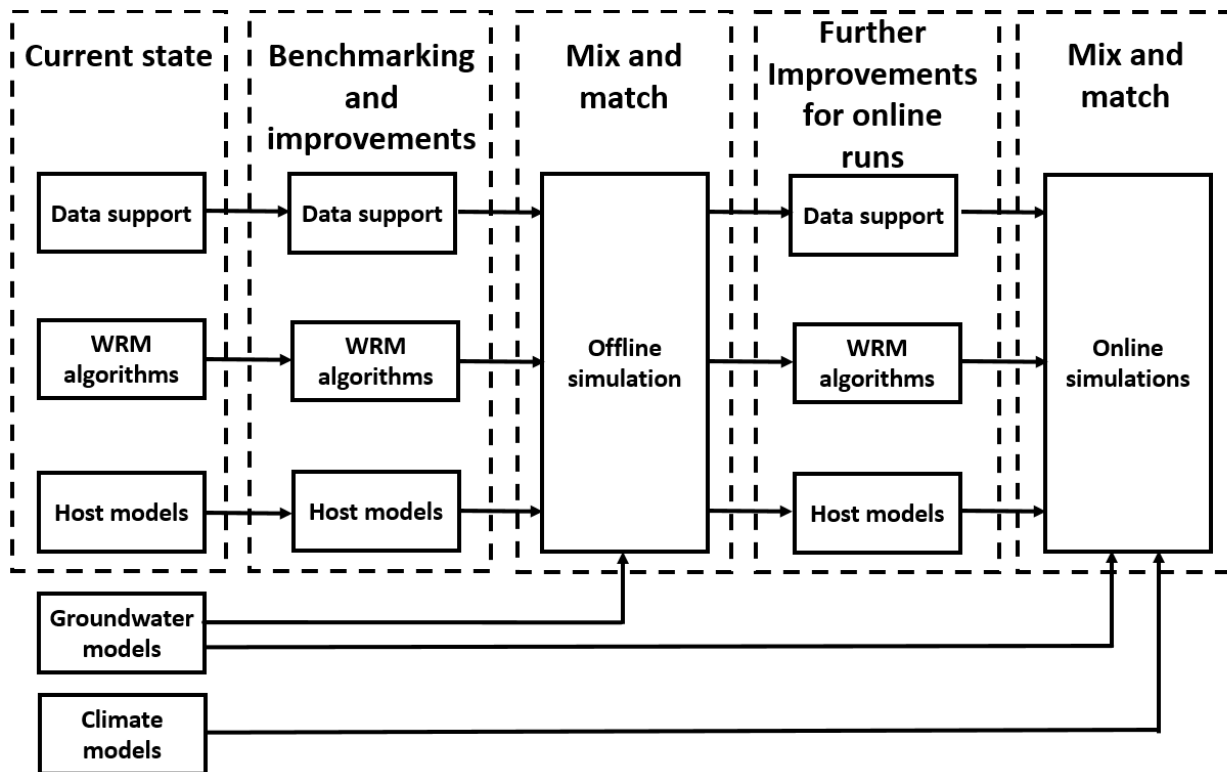 Current state
Benchmarking
and
improvements
Mix and
match
Further
Improvements
for online
runs
Mix and
match
Data support
Data support
Data support
WRM
algorithms
WRM
algorithms
Offline
simulation
WRM
algorithms
Online
simulations
Host models
Host models
Host models
Groundwater
models
Climate
models